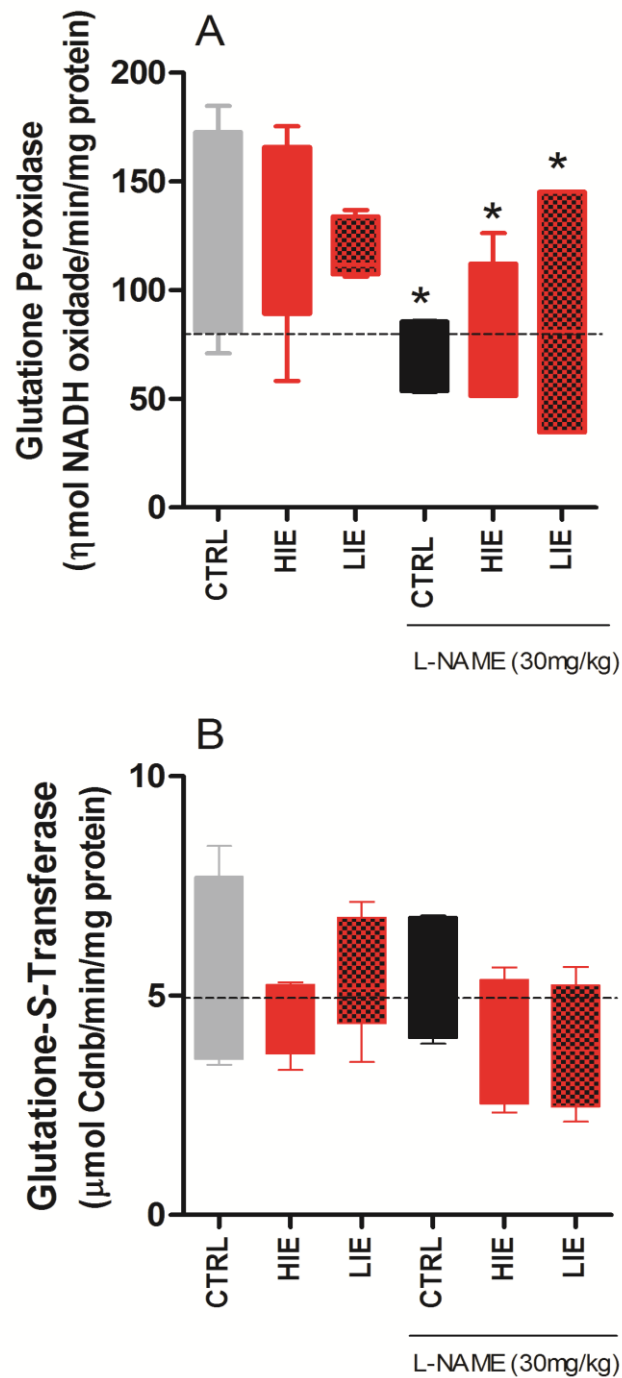 A
Glutatione Peroxidase
(ηmol NADH oxidade/min/mg protein)
200
150
100
50
0
*
*
*
CTRL
HIE
LIE
CTRL
HIE
LIE
L-NAME (30mg/kg)
B
Glutatione-S-Transferase
(μmol Cdnb/min/mg protein)
10
5
0
CTRL
HIE
LIE
CTRL
HIE
LIE
L-NAME (30mg/kg)